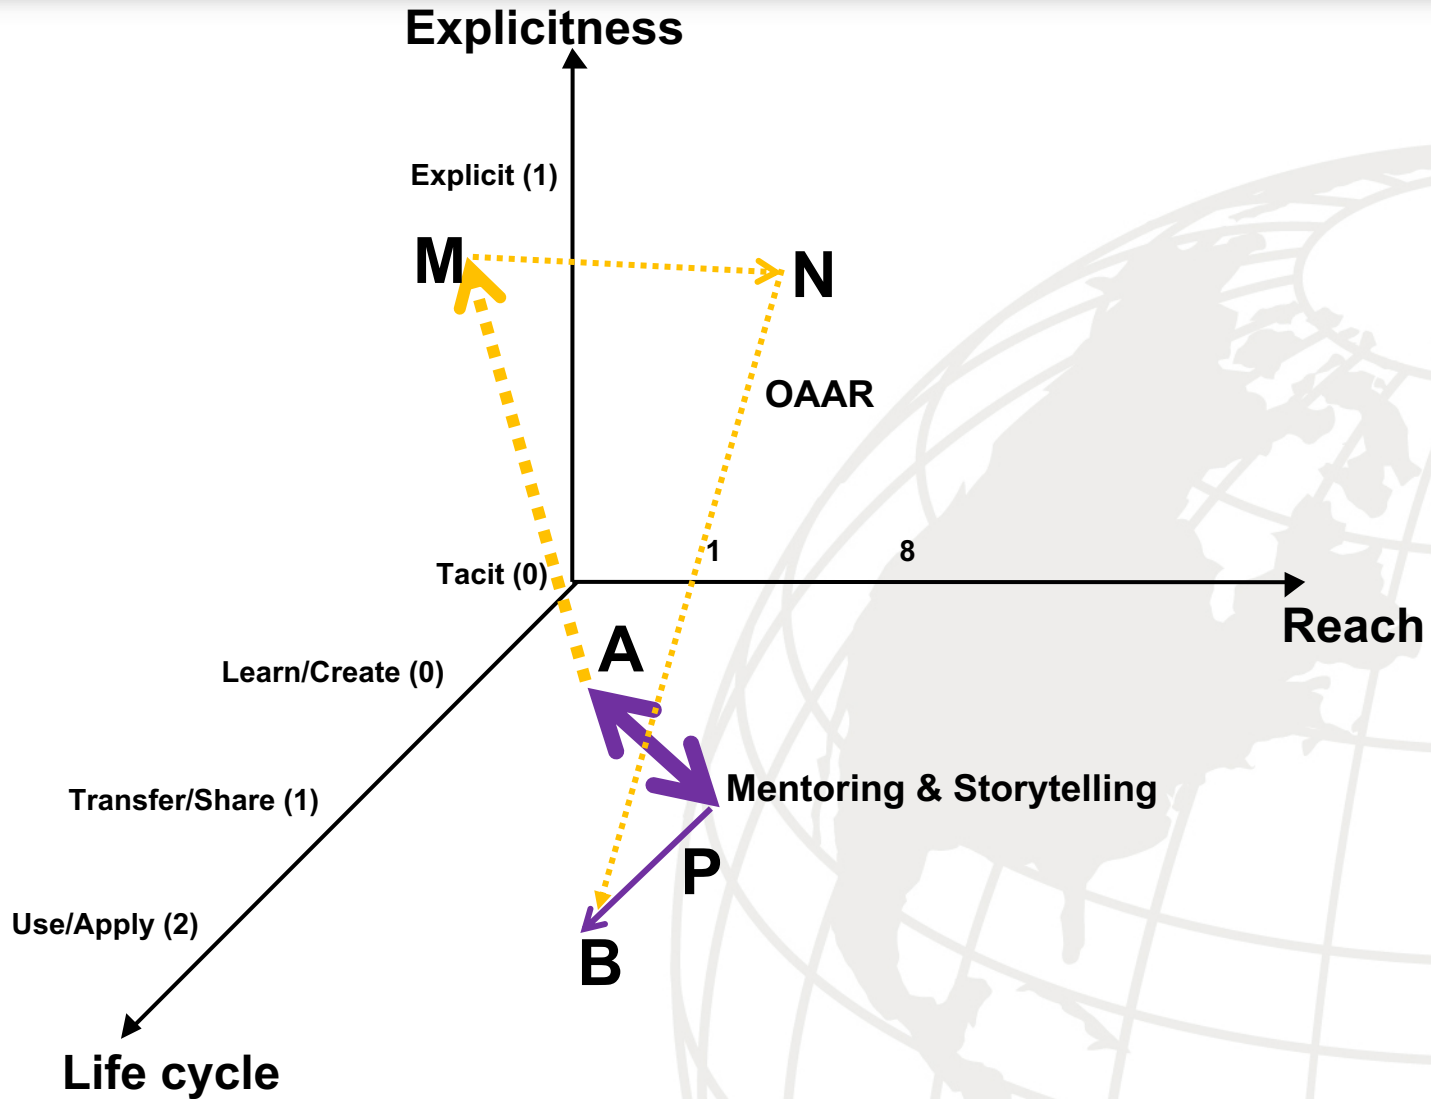 Explicitness
Explicit (1)
M
N
OAAR
1
8
Tacit (0)
Reach
A
Learn/Create (0)
Mentoring & Storytelling
Transfer/Share (1)
P
Use/Apply (2)
B
Life cycle